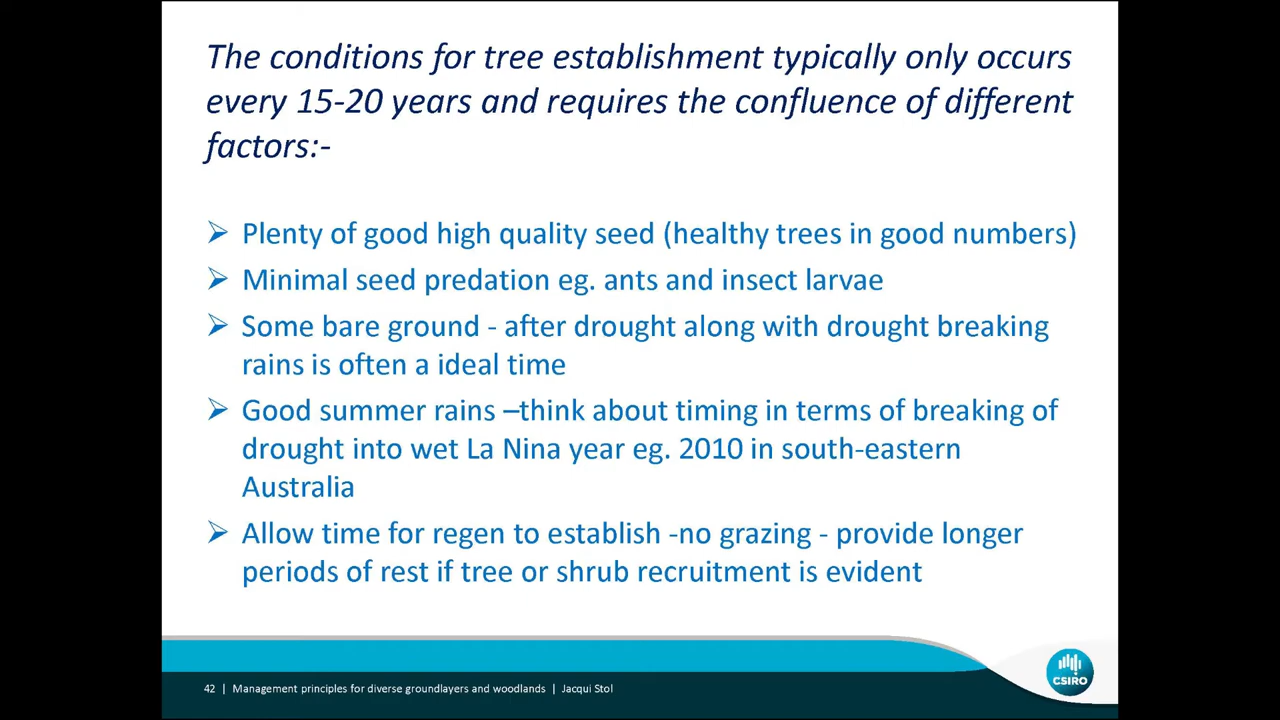 The conditions for tree establishment typically only occurs
every 15-20 years and requires the confluence of different
factors:-
➢ Plenty of good high quality seed (healthy trees in good numbers)
➢ Minimal seed predation eg. ants and insect larvae
➢ Some bare ground - after drought along with drought breaking
rains is often a ideal time
➢ Good summer rains –think about timing in terms of breaking of
drought into wet La Nina year eg. 2010 in south-eastern
Australia
➢ Allow time for regen to establish -no grazing - provide longer
periods of rest if tree or shrub recruitment is evident
42 | Management principles for diverse groundlayers and woodlands | Jacqui Stol
CSIRO